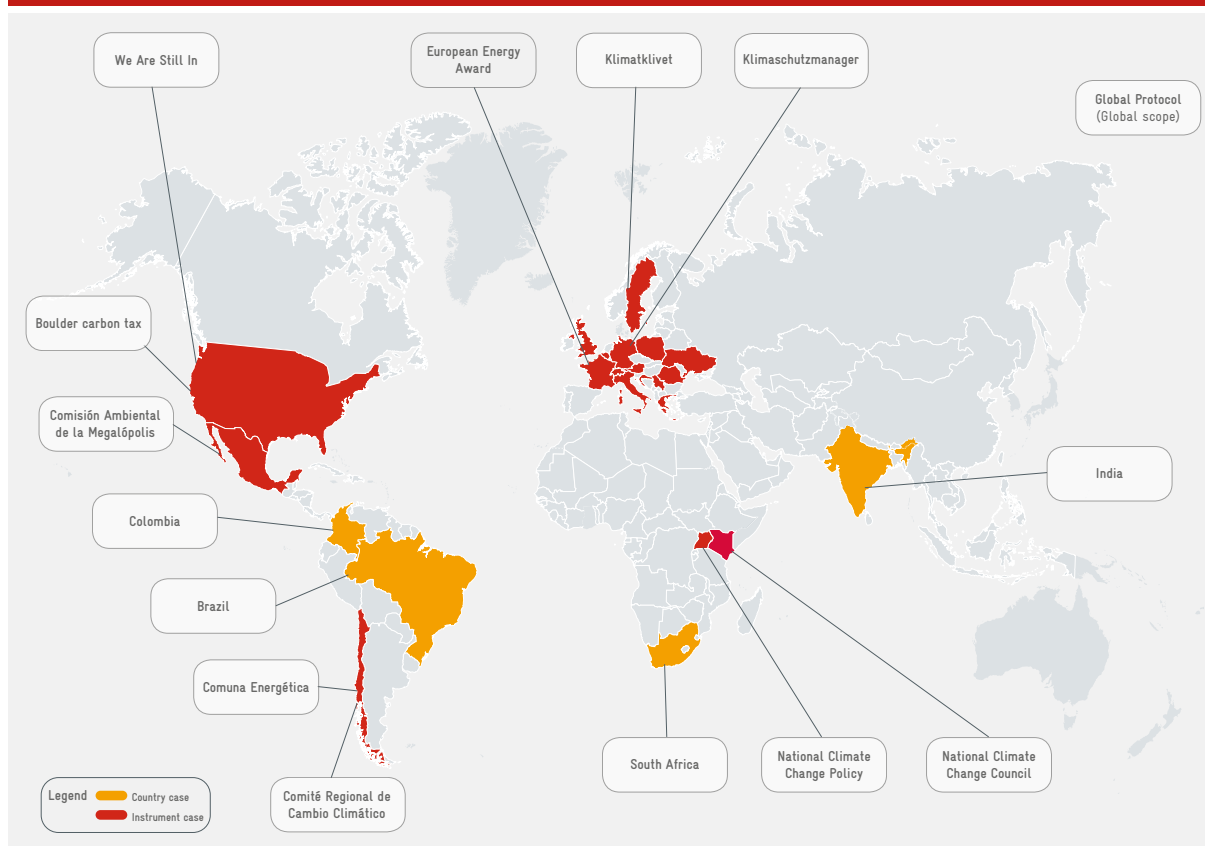 We Are Still In
European Energy
Award
Klimatklivet
Klimaschutzmanager
Global Protocol
(Global scope)
Boulder carbon tax
Comisión Ambiental
de la Megalópolis
India
Colombia
Brazil
Comuna Energética
South Africa
National Climate
Change Policy
National Climate
Change Council
Comité Regional de
Cambio Climático
Legend
Country case
Instrument case